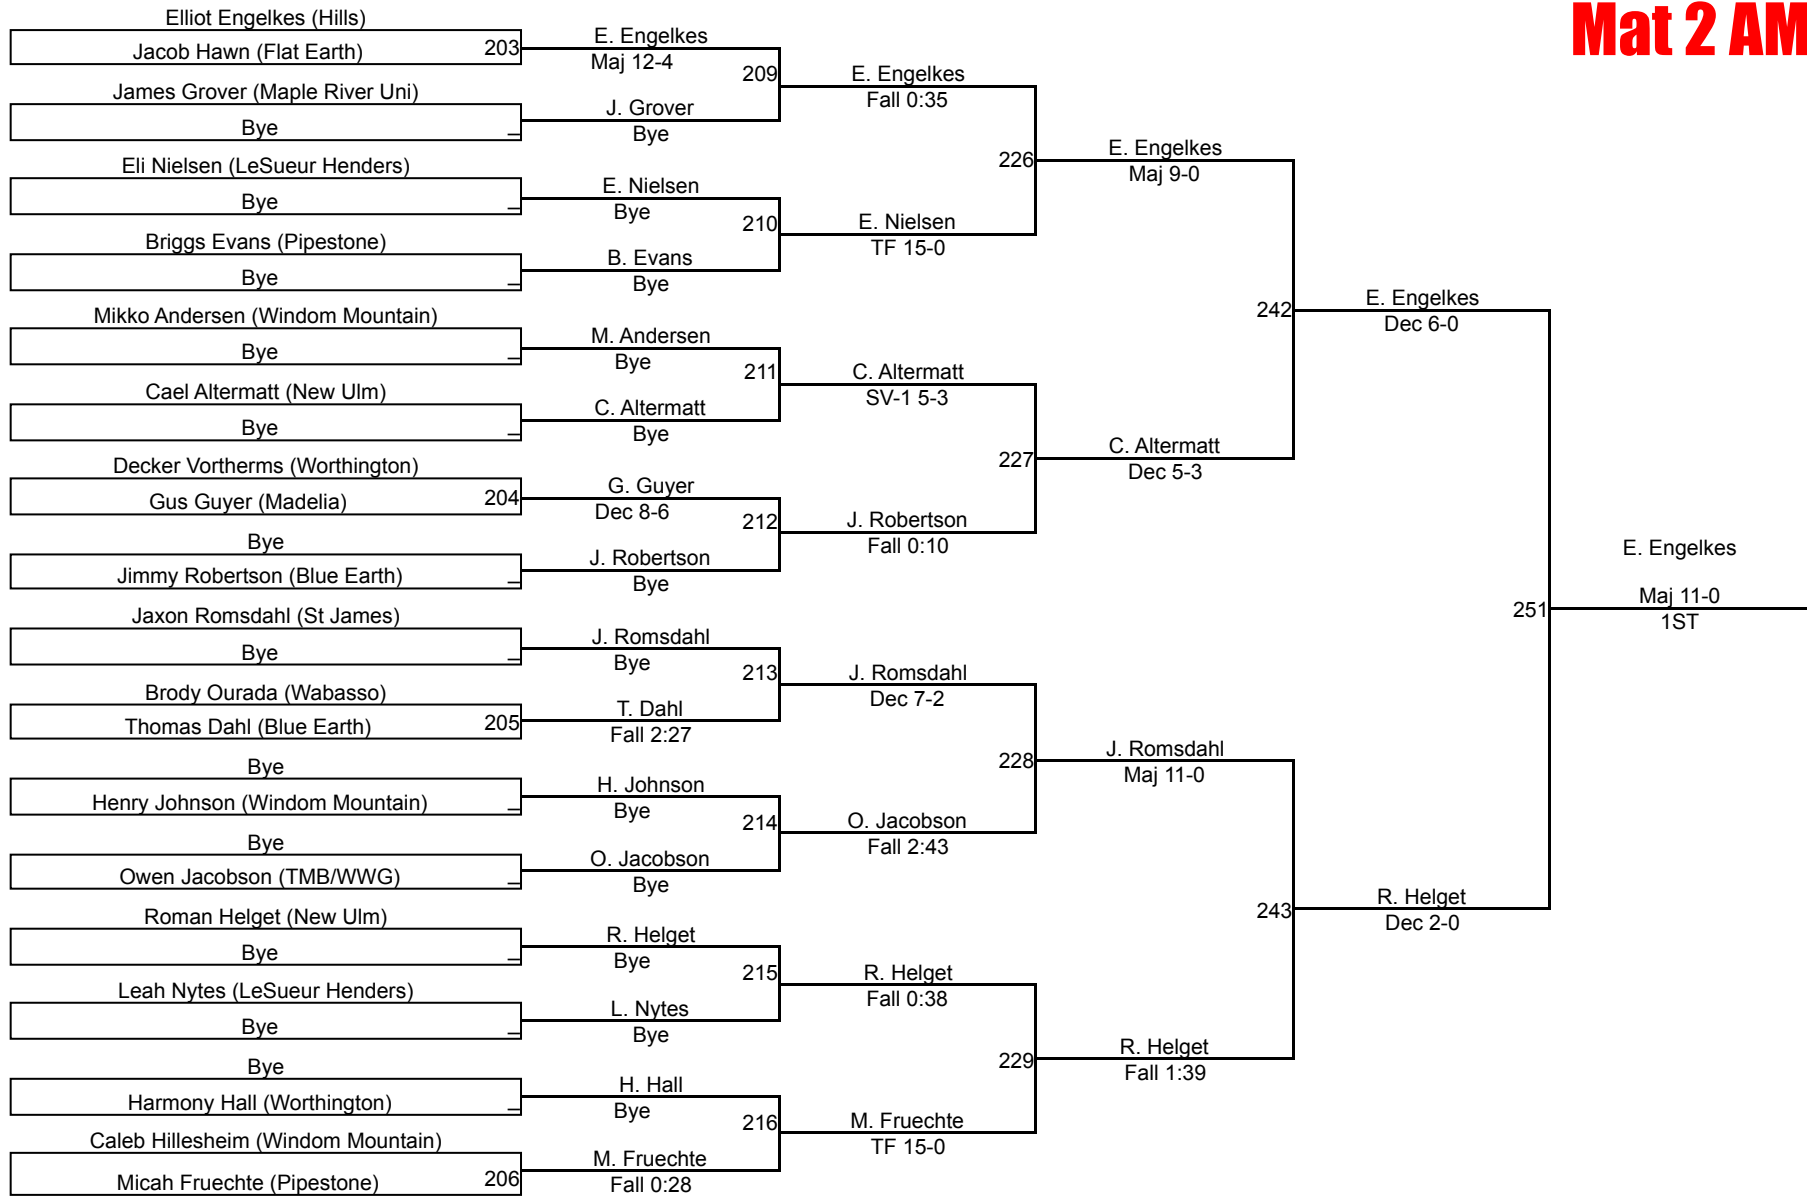 Mat 2 AM
Elliot Engelkes (Hills)
Jacob Hawn (Flat Earth) 203
James Grover (Maple River Uni)
Bye _
Eli Nielsen (LeSueur Henders)
Bye _
Briggs Evans (Pipestone)
Bye _
Mikko Andersen (Windom Mountain)
Bye _
Cael Altermatt (New Ulm)
Bye _
Decker Vortherms (Worthington)
Gus Guyer (Madelia) 204
Bye
Jimmy Robertson (Blue Earth) _
Jaxon Romsdahl (St James)
Bye _
Brody Ourada (Wabasso)
Thomas Dahl (Blue Earth) 205
Bye
Henry Johnson (Windom Mountain) _
Bye
Owen Jacobson (TMB/WWG) _
Roman Helget (New Ulm)
Bye _
Leah Nytes (LeSueur Henders)
Bye _
Bye
Harmony Hall (Worthington) _
Caleb Hillesheim (Windom Mountain)
Micah Fruechte (Pipestone) 206
E. Engelkes
Maj 12-4
209
J. Grover
Bye
E. Nielsen
Bye
210
B. Evans
Bye
M. Andersen
Bye
211
C. Altermatt
Bye
G. Guyer
Dec 8-6
212
J. Robertson
Bye
J. Romsdahl
Bye
213
T. Dahl
Fall 2:27
H. Johnson
Bye
214
O. Jacobson
Bye
R. Helget
Bye
215
L. Nytes
Bye
H. Hall
Bye
216
M. Fruechte
Fall 0:28
E. Engelkes
Fall 0:35
226
E. Nielsen
TF 15-0
C. Altermatt
SV-1 5-3
227
J. Robertson
Fall 0:10
J. Romsdahl
Dec 7-2
228
O. Jacobson
Fall 2:43
R. Helget
Fall 0:38
229
M. Fruechte
TF 15-0
E. Engelkes
Maj 9-0
242
C. Altermatt
Dec 5-3
J. Romsdahl
Maj 11-0
243
R. Helget
Fall 1:39
E. Engelkes
Dec 6-0
251
R. Helget
Dec 2-0
E. Engelkes
Maj 11-0
1ST